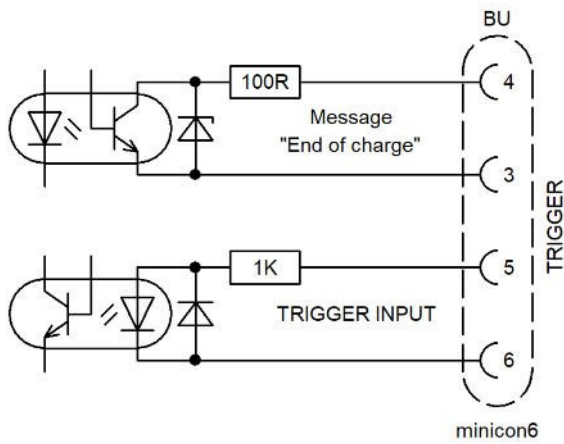 BU
100R
4
Message
"End of charge"
3
TRIGGER
1K
5
TRIGGER INPUT
6
minicon6